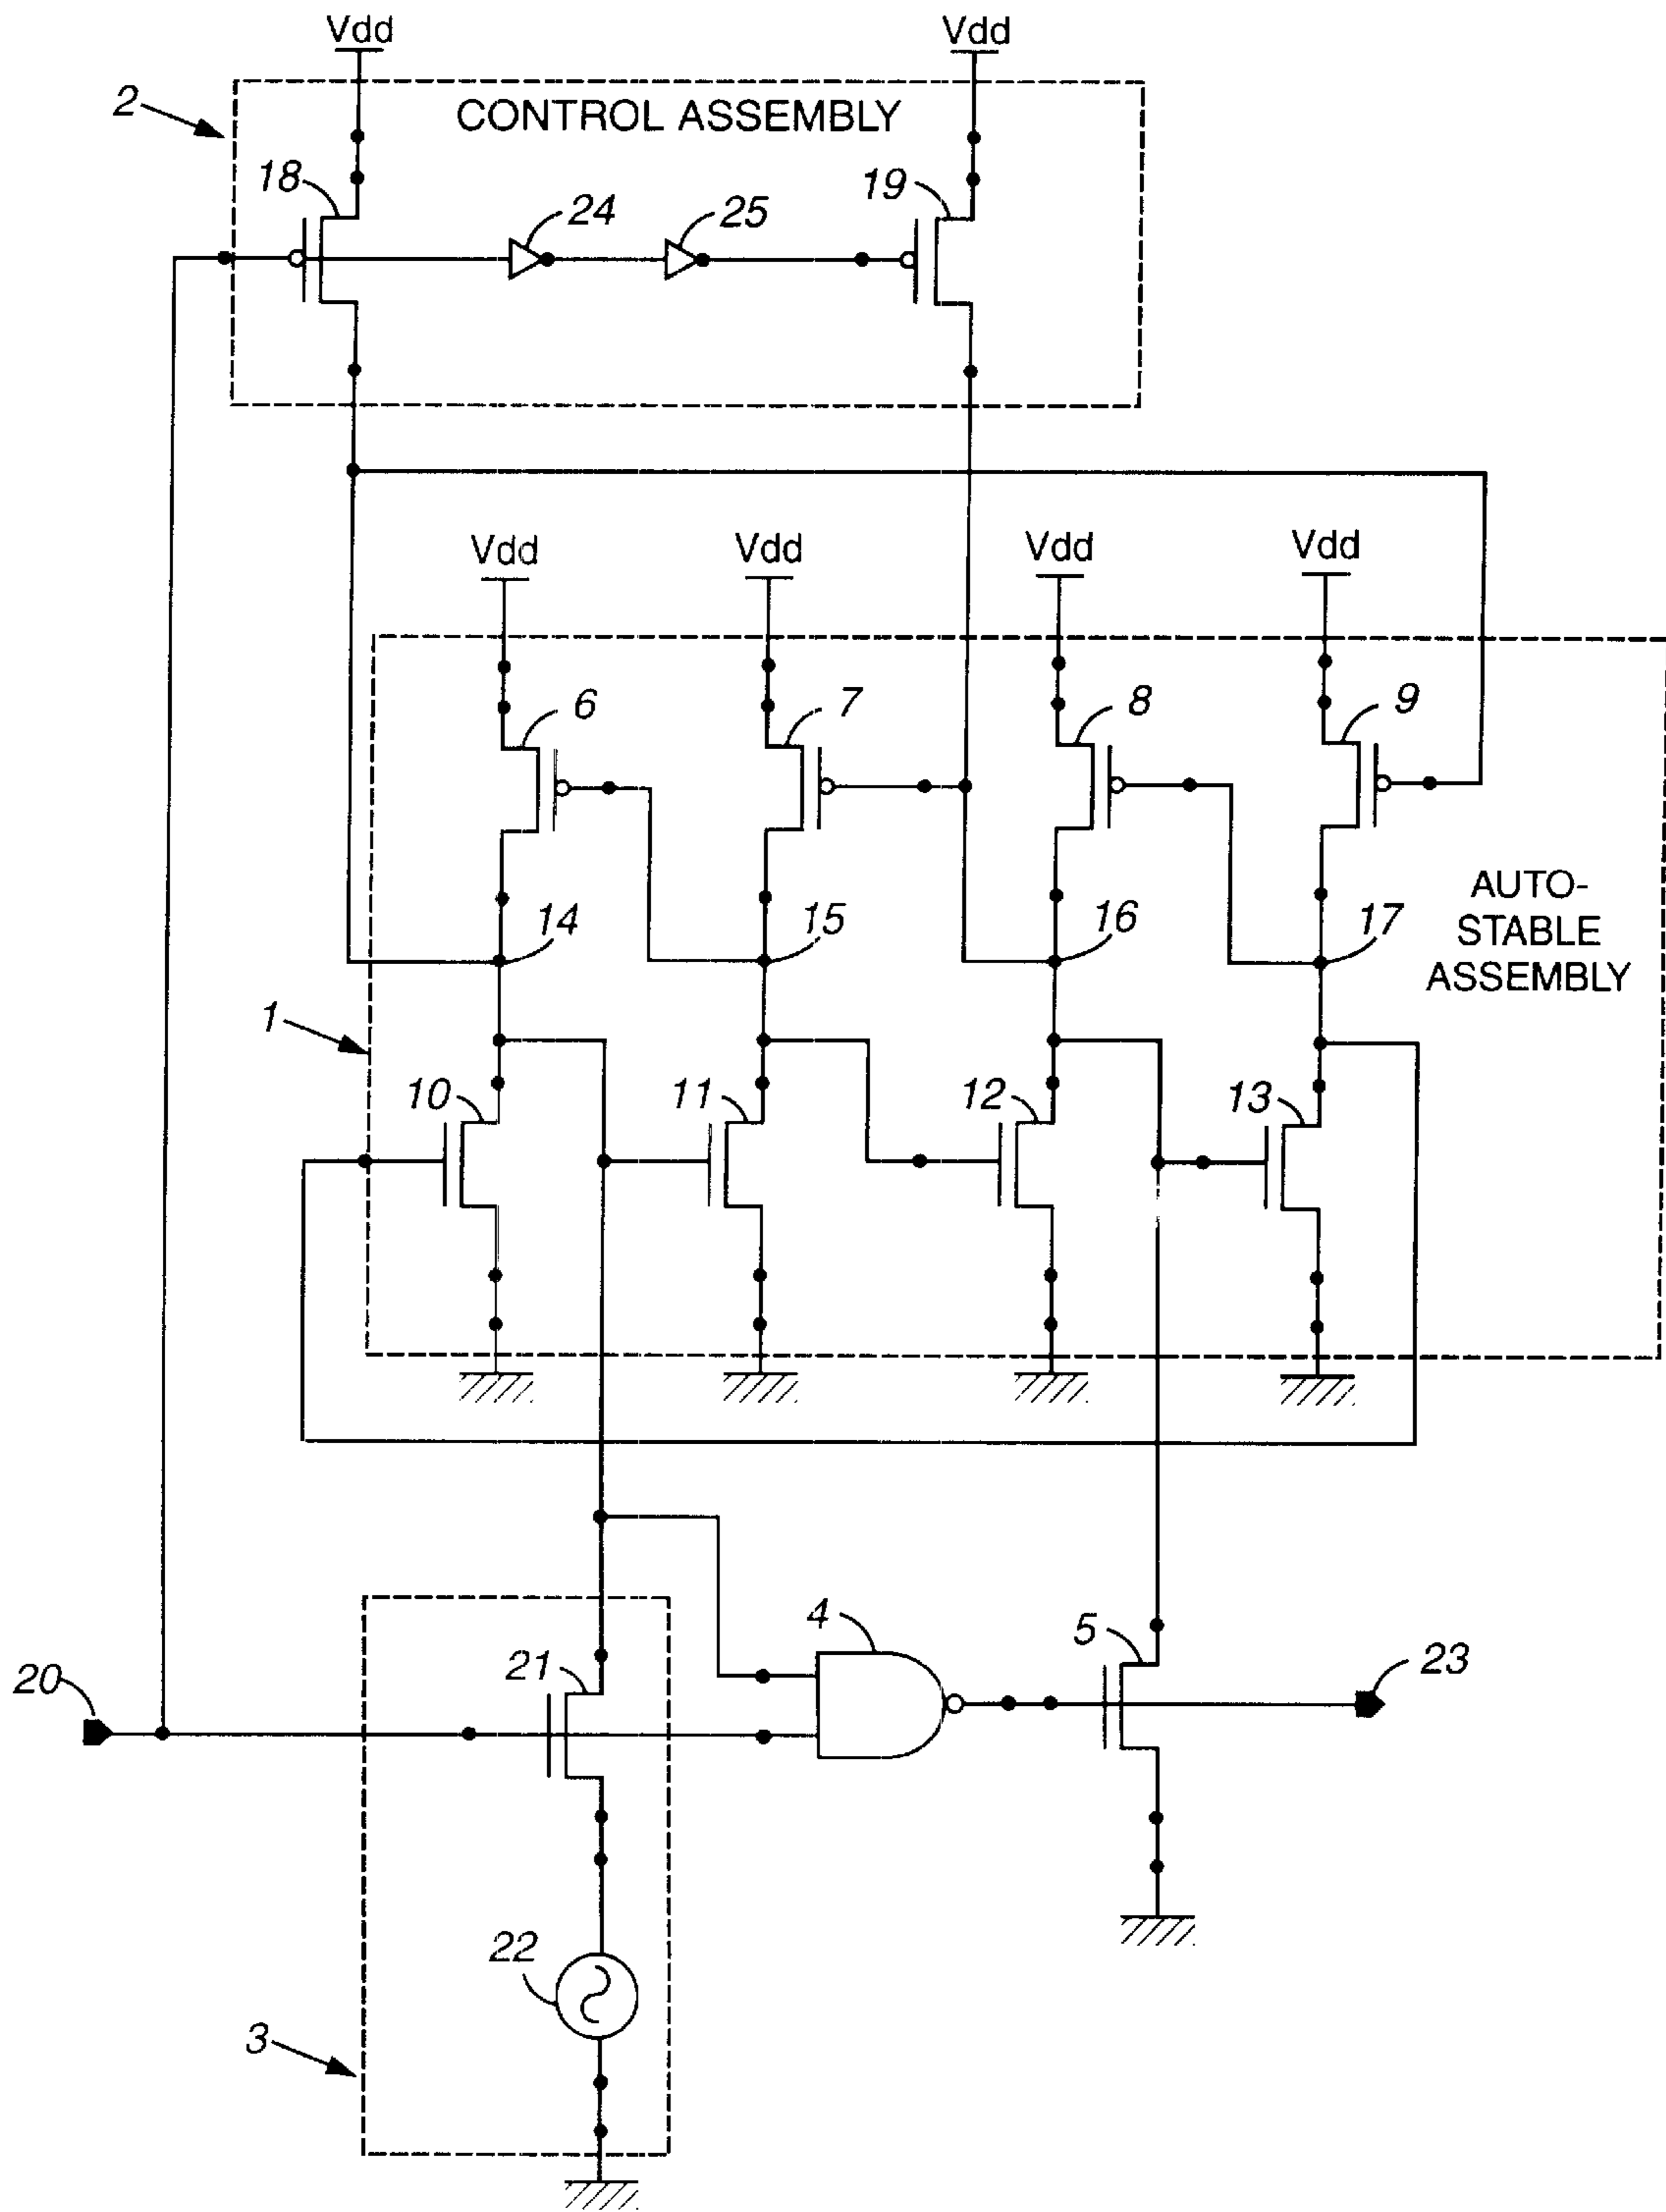 Vdd
Vdd
2
CONTROL ASSEMBLY
18
24
25
19
Vdd
Vdd
Vdd
Vdd
6
7
8
9
14
15
16
17
AUTO-
STABLE
ASSEMBLY
1
10
11
12
13
4
5
20
21
23
22
3